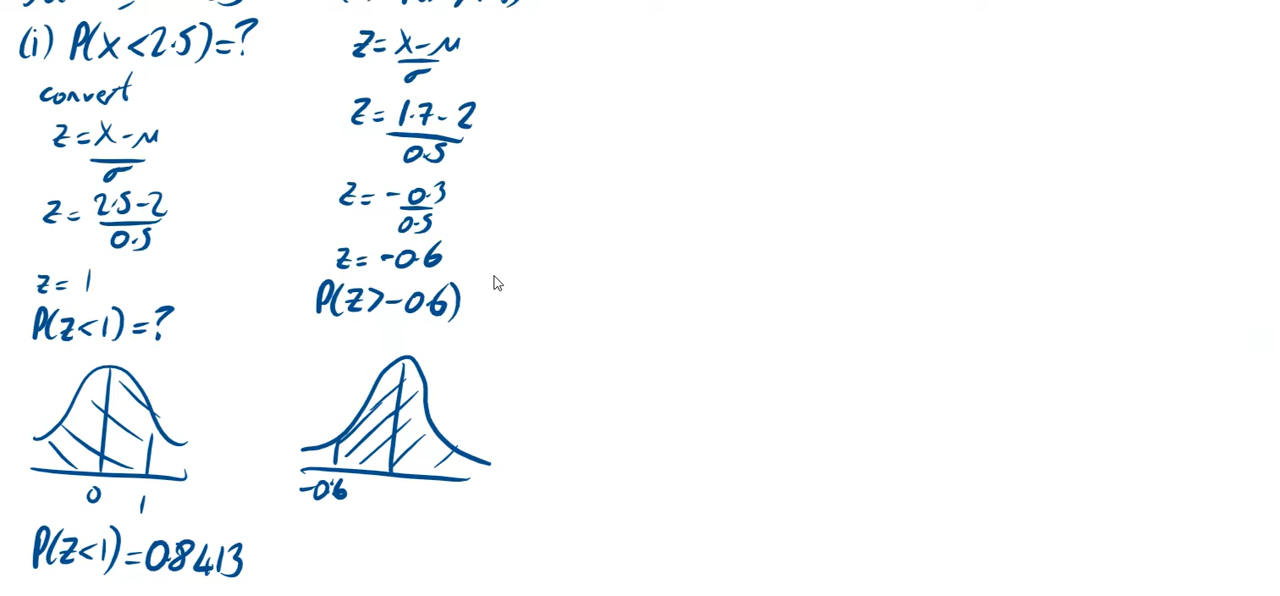 (i) P(X<2.5)=?
convert
z = X-μ
σ
z = 2.5-2
0.5
z = 1
P(z<1)=?
0
1
P(z<1)=0.8413
Z = X-μ
σ
Z = 1.7-2
0.5
Z = -0.3
0.5
Z = -0.6
P(Z>-0.6)
-0.6